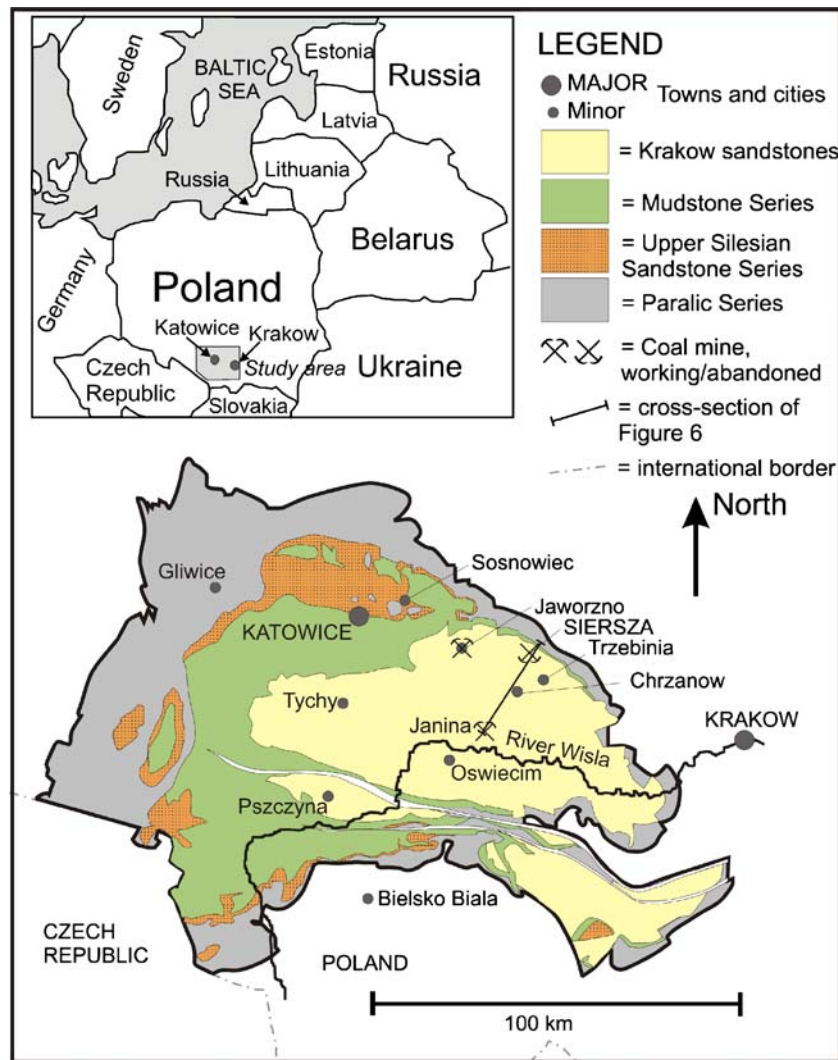 Sweden
BALTIC
SEA
Estonia
Russia
Latvia
Lithuania
Russia
Belarus
Germany
Poland
Katowice
Krakow
Study area
Czech
Republic
Ukraine
Slovakia
LEGEND
MAJOR
Minor
Towns and cities
= Krakow sandstones
= Mudstone Series
= Upper Silesian
Sandstone Series
= Paralic Series
= Coal mine,
working/abandoned
= cross-section of
Figure 6
= international border
North
Gliwice
Sosnowiec
KATOWICE
Jaworzno
SIERSZA
Trzebinia
Chrzanow
Tychy
Janina
River Wisla
KRAKOW
Oswiecim
Pszczyna
Bielsko Biala
CZECH
REPUBLIC
POLAND
100 km